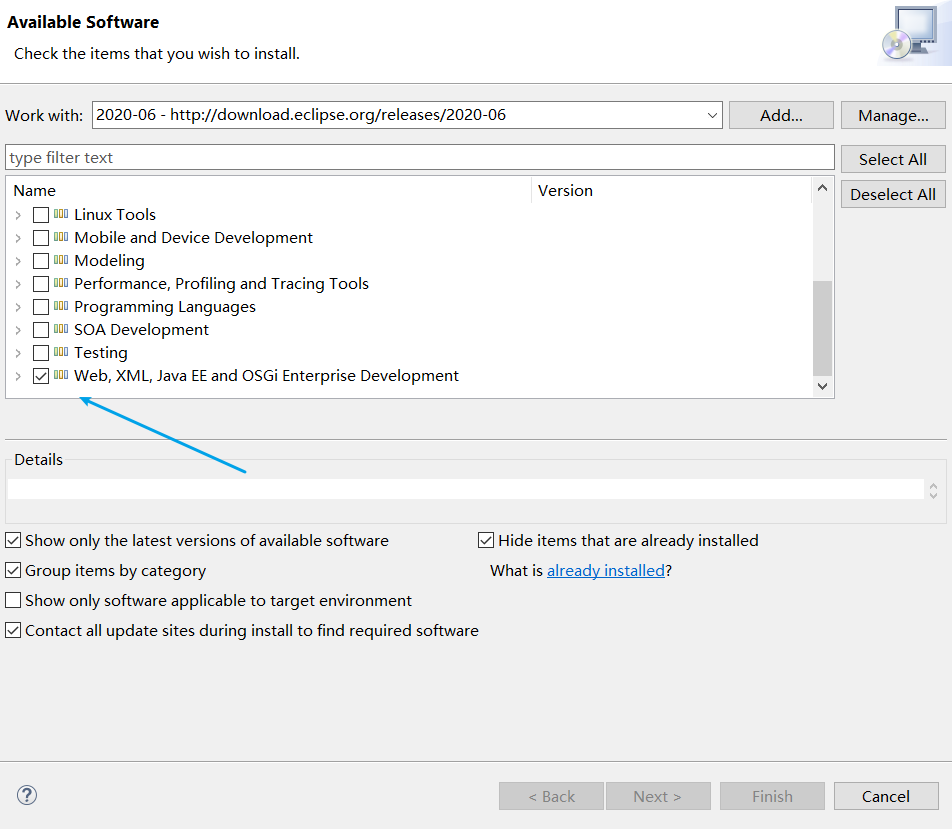 Available Software
Check the items that you wish to install.
Work with: 2020-06 - http://download.eclipse.org/releases/2020-06 Add... Manage...
type filter text Select All
Name Version Deselect All
Linux Tools
Mobile and Device Development
Modeling
Performance, Profiling and Tracing Tools
Programming Languages
SOA Development
Testing
Web, XML, Java EE and OSGi Enterprise Development
Details
Show only the latest versions of available software Hide items that are already installed
Group items by category What is already installed?
Show only software applicable to target environment
Contact all update sites during install to find required software
? < Back Next > Finish Cancel